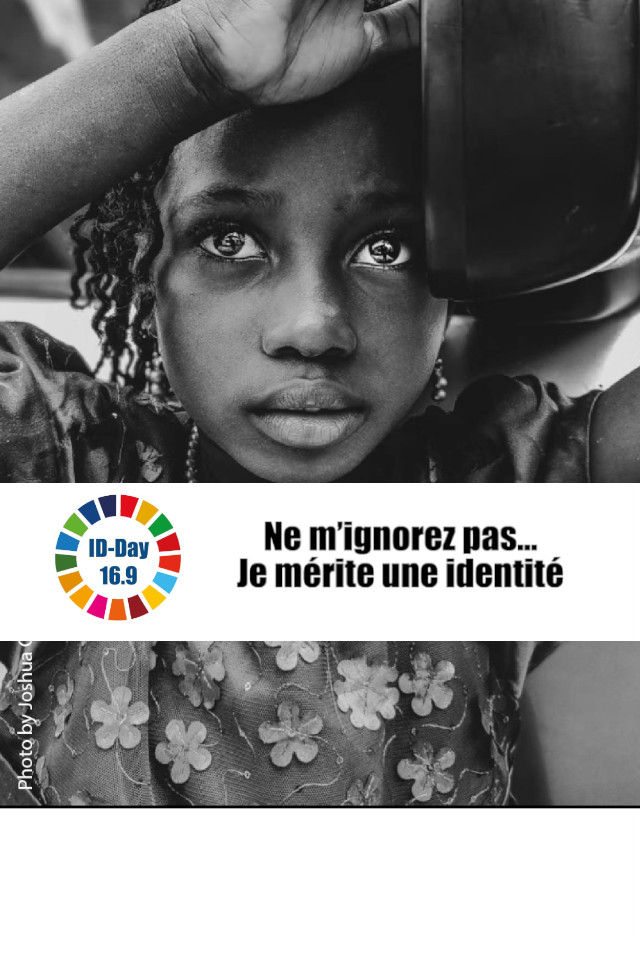 ID-Day
16.9
Ne m’ignorez pas...
Je mérite une identité
Photo by Joshua